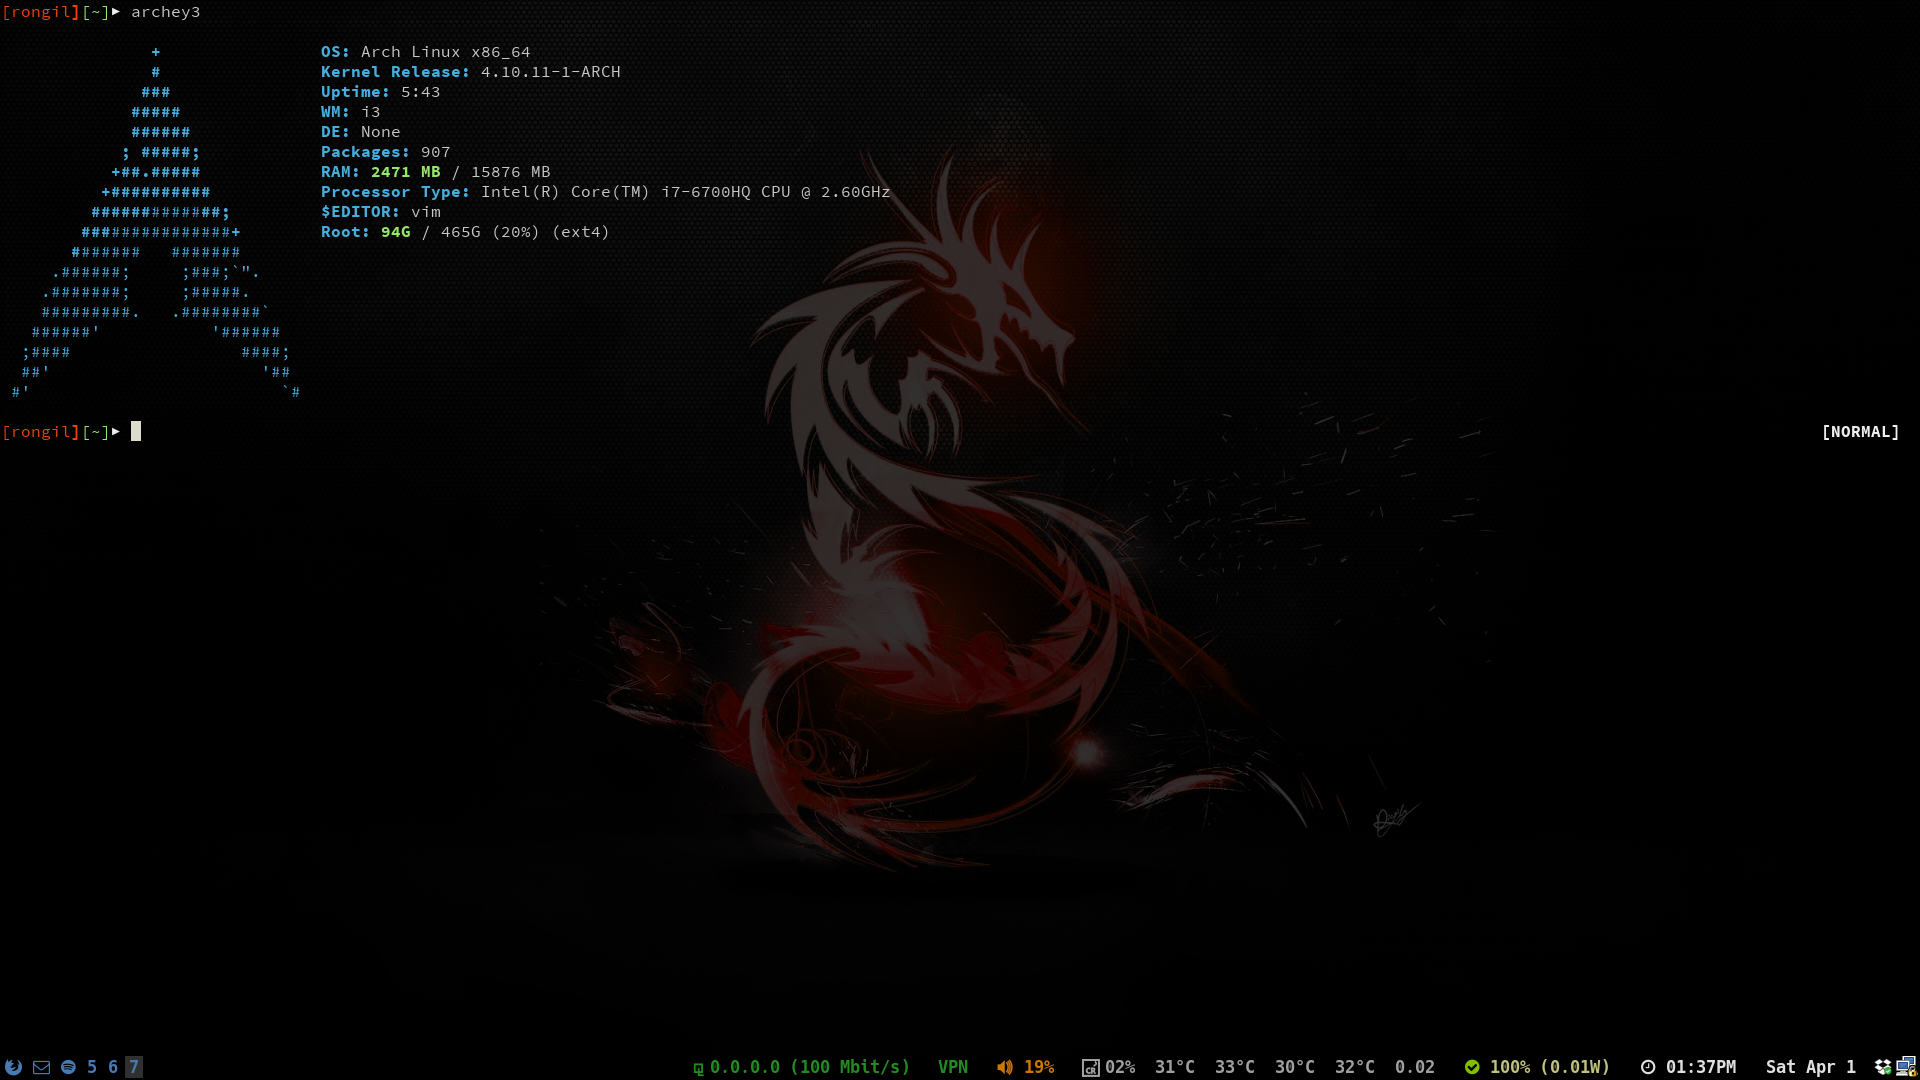 [rongil][~]▸ archey3
+ OS: Arch Linux x86_64
# Kernel Release: 4.10.11-1-ARCH
### Uptime: 5:43
##### WM: i3
###### DE: None
; #####; Packages: 907
+##.##### RAM: 2471 MB / 15876 MB
+########## Processor Type: Intel(R) Core(TM) i7-6700HQ CPU @ 2.60GHz
#############; $EDITOR: vim
###############+ Root: 94G / 465G (20%) (ext4)
####### #######
.######; ;###;`".
.#######; ;#####.
#########. .########`
######' '######
;#### ####;
##' '##
#' `#
[rongil][~]▸ [NORMAL]
5 6 7 0.0.0.0 (100 Mbit/s) VPN 19% 02% 31°C 33°C 30°C 32°C 0.02 100% (0.01W) 01:37PM Sat Apr 1